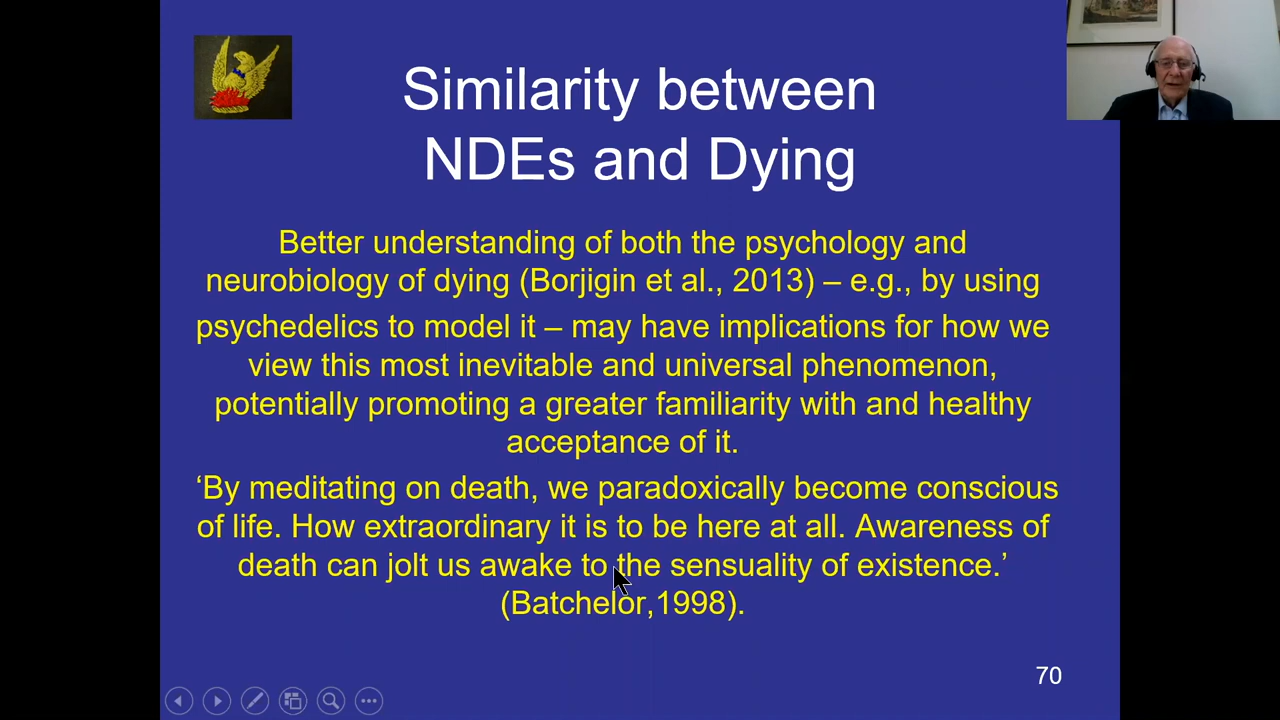 Similarity between
NDEs and Dying
Better understanding of both the psychology and
neurobiology of dying (Borjigin et al., 2013) – e.g., by using
psychedelics to model it – may have implications for how we
view this most inevitable and universal phenomenon,
potentially promoting a greater familiarity with and healthy
acceptance of it.
‘By meditating on death, we paradoxically become conscious
of life. How extraordinary it is to be here at all. Awareness of
death can jolt us awake to the sensuality of existence.’
(Batchelor,1998).
70